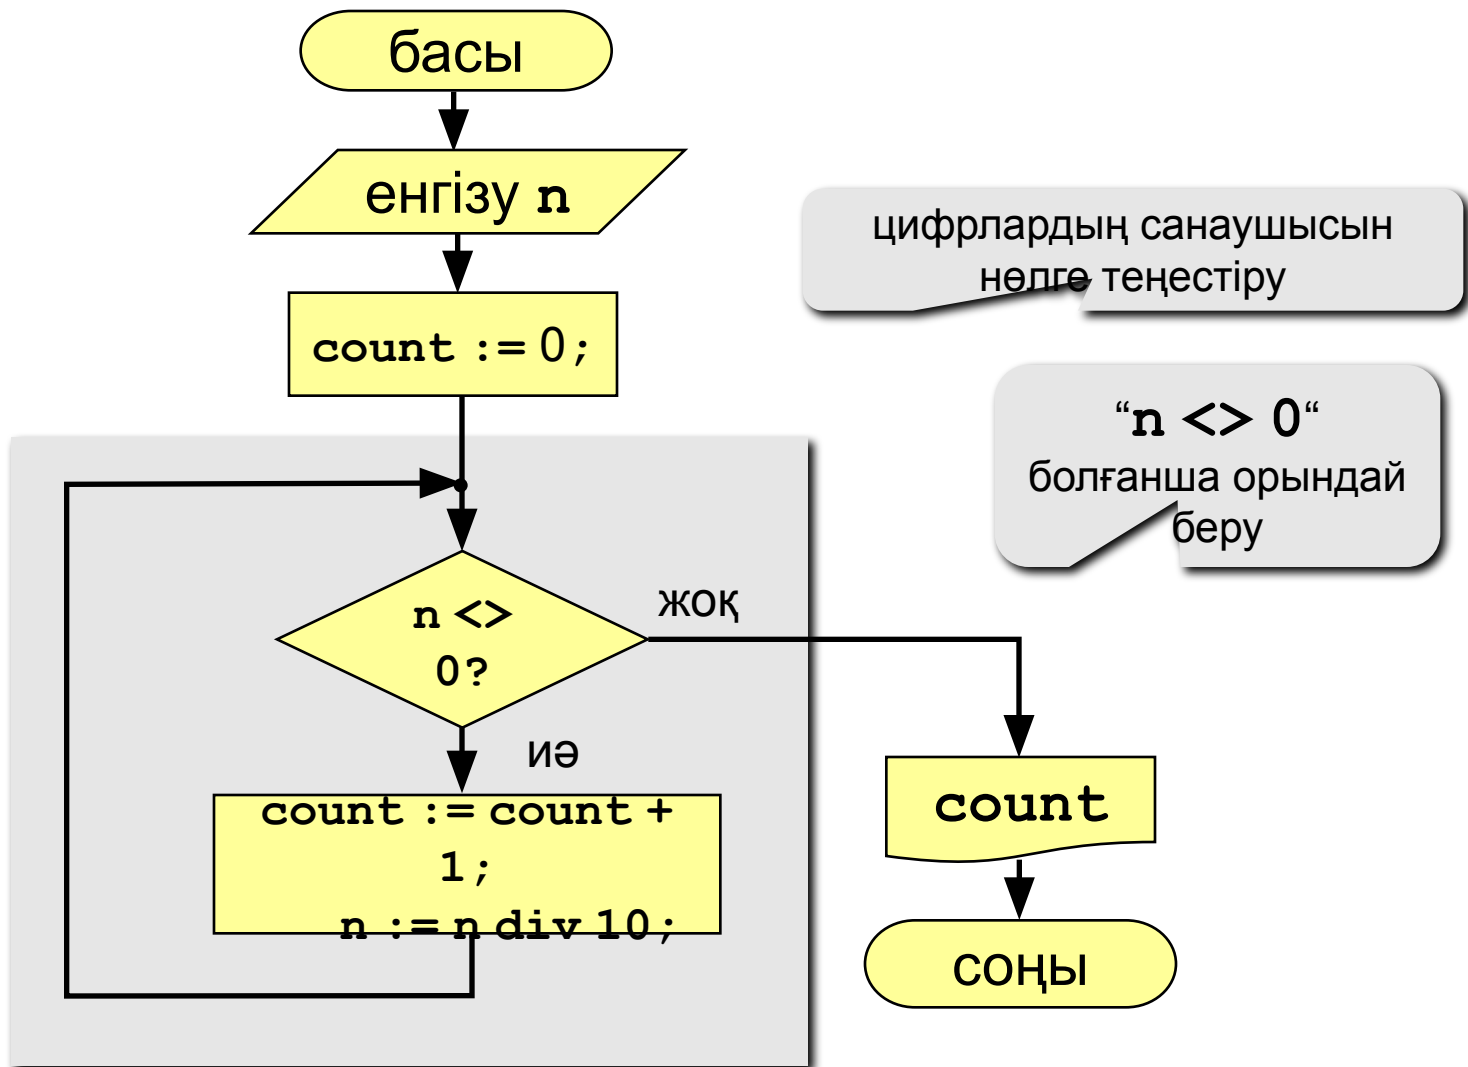 басы
енгізу n
count := 0;
цифрлардың санаушысын
нөлге теңестіру
“n <> 0“
болғанша орындай
беру
n <>
0?
жоқ
иә
count := count +
1;
n := n div 10;
count
соңы